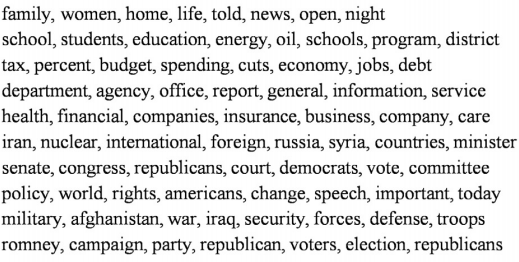 family, women, home, life, told, news, open, night
school, students, education, energy, oil, schools, program, district
tax, percent, budget, spending, cuts, economy, jobs, debt
department, agency, office, report, general, information, service
health, financial, companies, insurance, business, company, care
iran, nuclear, international, foreign, russia, syria, countries, minister
senate, congress, republicans, court, democrats, vote, committee
policy, world, rights, americans, change, speech, important, today
military, afghanistan, war, iraq, security, forces, defense, troops
romney, campaign, party, republican, voters, election, republicans